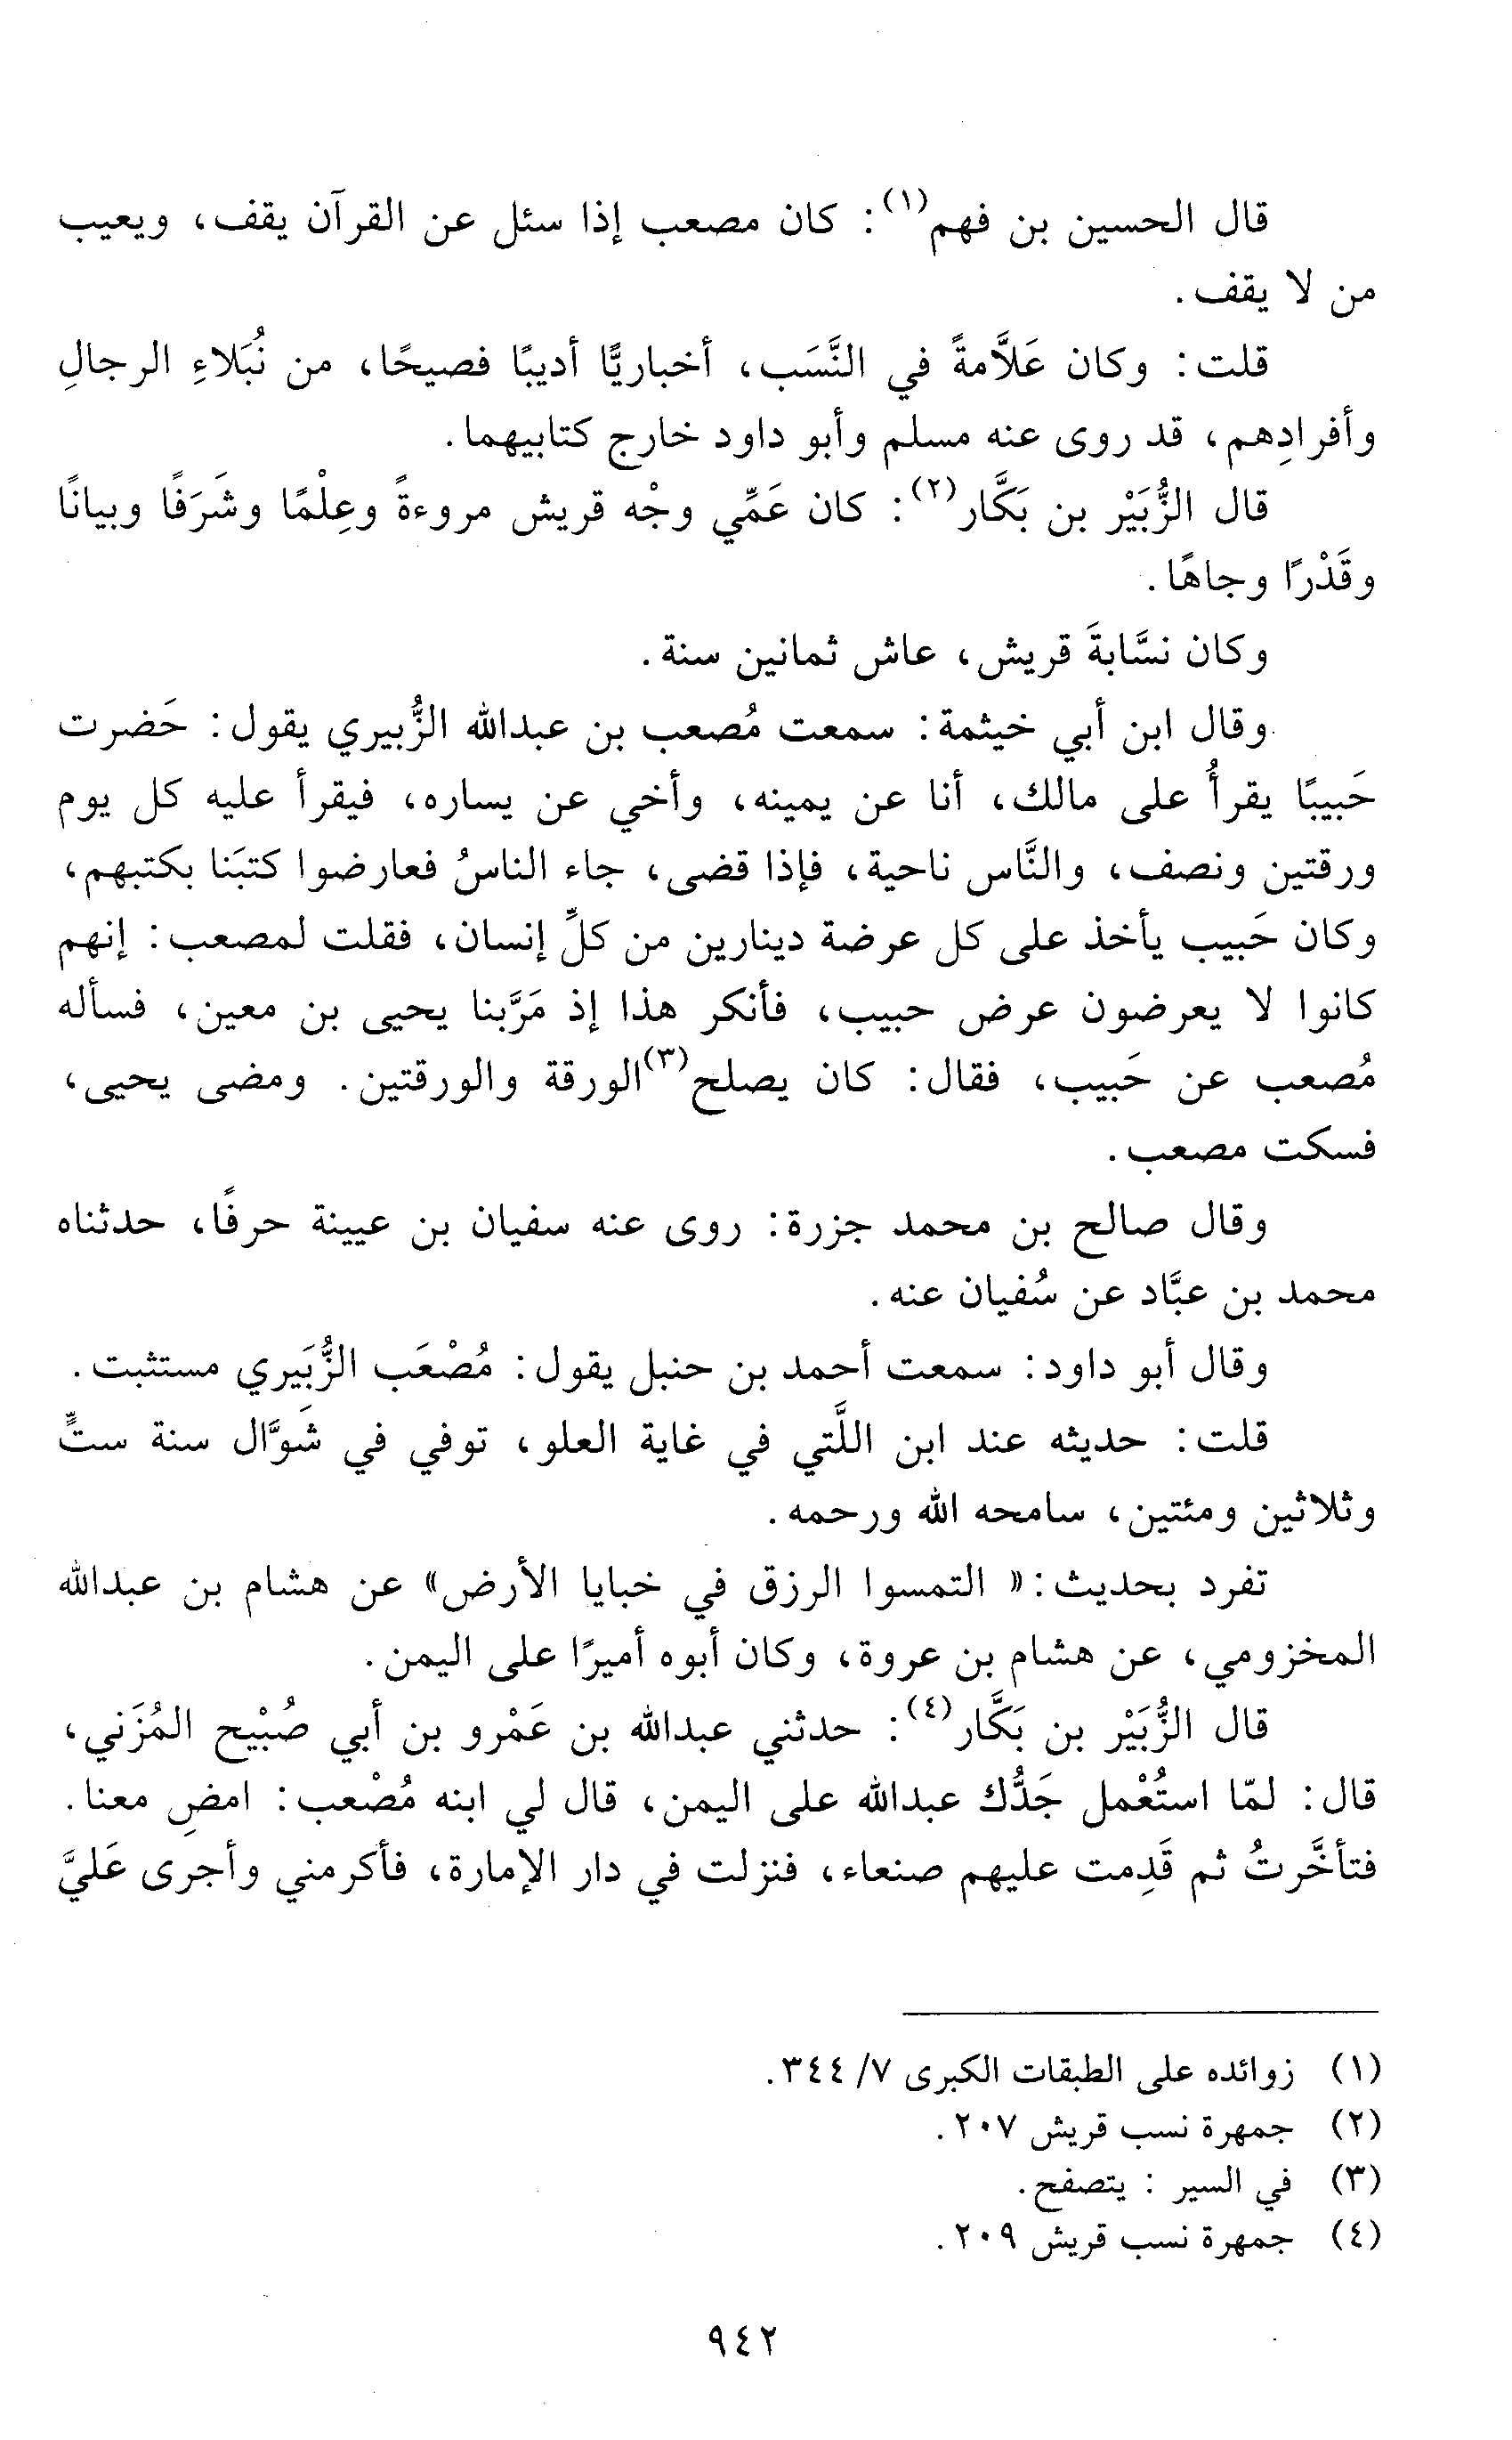 قال الحسين بن فهم(١): كان مصعب إذا سئل عن القرآن يقف، ويعيب
من لا يقف.
قلت: وكان عَلاَّمةً في النَّسَب، أخباريًّا أديبًا فصيحًا، من نُبَلاءِ الرجالِ
وأفرادِهم، قد روى عنه مسلم وأبو داود خارج كتابيهما.
قال الزُّبَيْر بن بَكَّار(٢): كان عَمِّي وجْه قريش مروءةً وعِلْمًا وشَرَفًا وبيانًا
وقَدْرًا وجاهًا.
وكان نسَّابةَ قريش، عاش ثمانين سنة.
وقال ابن أبي خيثمة: سمعت مُصعب بن عبدالله الزُّبيري يقول: حَضرت
حَبيبًا يقرأُ على مالك، أنا عن يمينه، وأخي عن يساره، فيقرأ عليه كل يوم
ورقتين ونصف، والنَّاس ناحية، فإذا قضى، جاء الناسُ فعارضوا كتبَنا بكتبهم،
وكان حَبيب يأخذ على كل عرضة دينارين من كلِّ إنسان، فقلت لمصعب: إنهم
كانوا لا يعرضون عرض حبيب، فأنكر هذا إذ مَرَّبنا يحيى بن معين، فسأله
مُصعب عن حَبيب، فقال: كان يصلح(٣)الورقة والورقتين. ومضى يحيى،
فسكت مصعب.
وقال صالح بن محمد جزرة: روى عنه سفيان بن عيينة حرفًا، حدثناه
محمد بن عبَّاد عن سُفيان عنه.
وقال أبو داود: سمعت أحمد بن حنبل يقول: مُصْعَب الزُّبَيري مستثبت.
قلت: حديثه عند ابن اللَّتي في غاية العلو، توفي في شَوَّال سنة ستٍّ
وثلاثين ومئتين، سامحه الله ورحمه.
تفرد بحديث: « التمسوا الرزق في خبايا الأرض» عن هشام بن عبدالله
المخزومي، عن هشام بن عروة، وكان أبوه أميرًا على اليمن.
قال الزُّبَيْر بن بَكَّار(٤): حدثني عبدالله بن عَمْرو بن أبي صُبْيح المُزَني،
قال: لمّا استُعْمل جَدُّك عبدالله على اليمن، قال لي ابنه مُصْعب: امضِ معنا.
فتأخَّرتُ ثم قَدِمت عليهم صنعاء، فنزلت في دار الإمارة، فأكرمني وأجرى عَليَّ
(١) زوائده على الطبقات الكبرى ٧/ ٣٤٤.
(٢) جمهرة نسب قريش ٢٠٧.
(٣) في السير : يتصفح.
(٤) جمهرة نسب قريش ٢٠٩.
٩٤٢